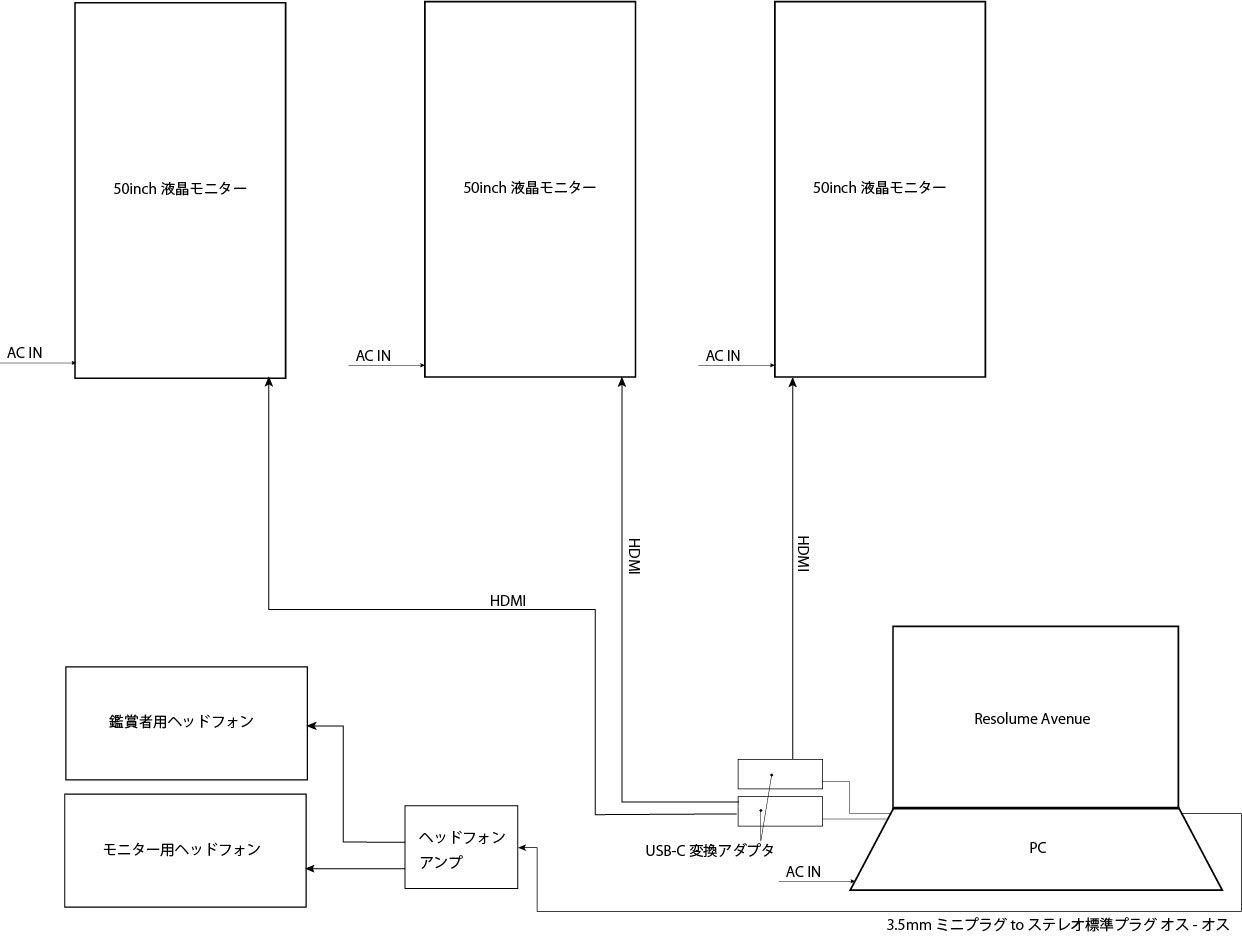 50inch 液晶モニター
50inch 液晶モニター
50inch 液晶モニター
AC IN
AC IN
AC IN
HDMI
HDMI
HDMI
鑑賞者用ヘッドフォン
Resolume Avenue
モニター用ヘッドフォン
ヘッドフォン
アンプ
USB-C 変換アダプタ
PC
AC IN
3.5mm ミニプラグ to ステレオ標準プラグ オス - オス